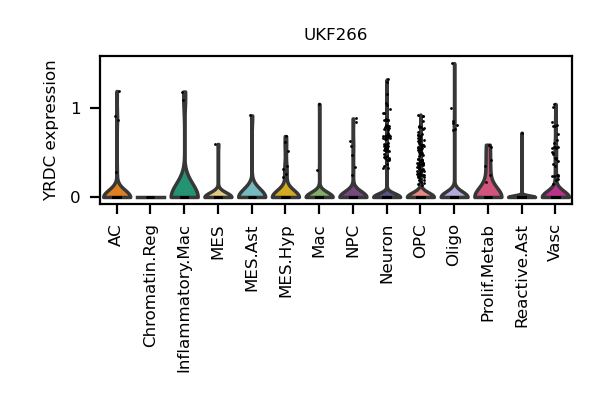 UKF266
YRDC expression
1
0
AC
Chromatin.Reg
Inflammatory.Mac
MES
MES.Ast
MES.Hyp
Mac
NPC
Neuron
OPC
Oligo
Prolif.Metab
Reactive.Ast
Vasc